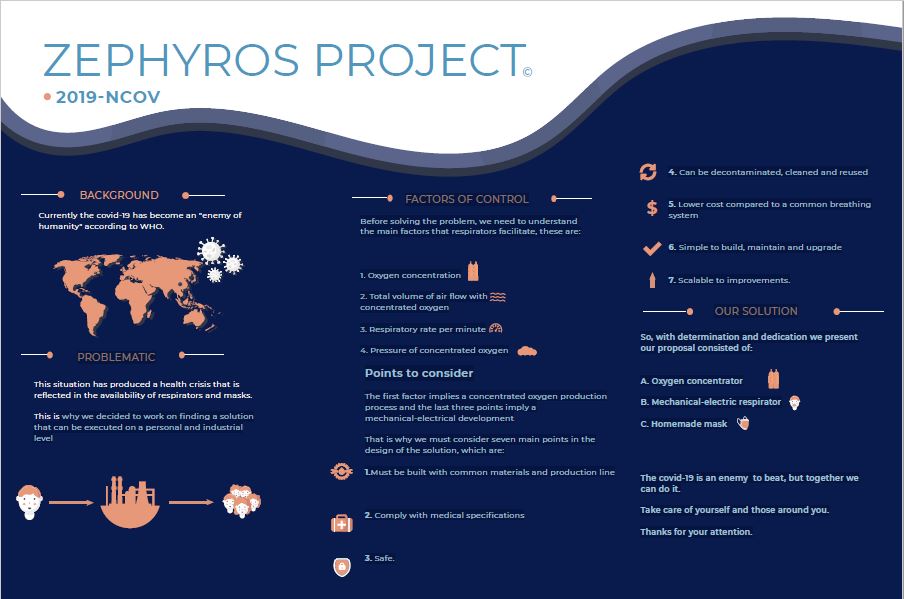 ZEPHYROS PROJECT©
2019-NCOV
BACKGROUND
Currently the covid-19 has become an "enemy of
humanity" according to WHO.
PROBLEMATIC
This situation has produced a health crisis that is
reflected in the availability of respirators and masks.
This is why we decided to work on finding a solution
that can be executed on a personal and industrial
level
FACTORS OF CONTROL
Before solving the problem, we need to understand
the main factors that respirators facilitate, these are:
1. Oxygen concentration
2. Total volume of air flow with
concentrated oxygen
3. Respiratory rate per minute
4. Pressure of concentrated oxygen
Points to consider
The first factor implies a concentrated oxygen production
process and the last three points imply a
mechanical-electrical development
That is why we must consider seven main points in the
design of the solution, which are:
1.Must be built with common materials and production line
2. Comply with medical specifications
3. Safe.
4. Can be decontaminated, cleaned and reused
$ 5. Lower cost compared to a common breathing
system
6. Simple to build, maintain and upgrade
7. Scalable to improvements.
OUR SOLUTION
So, with determination and dedication we present
our proposal consisted of:
A. Oxygen concentrator
B. Mechanical-electric respirator
C. Homemade mask
The covid-19 is an enemy to beat, but together we
can do it.
Take care of yourself and those around you.
Thanks for your attention.